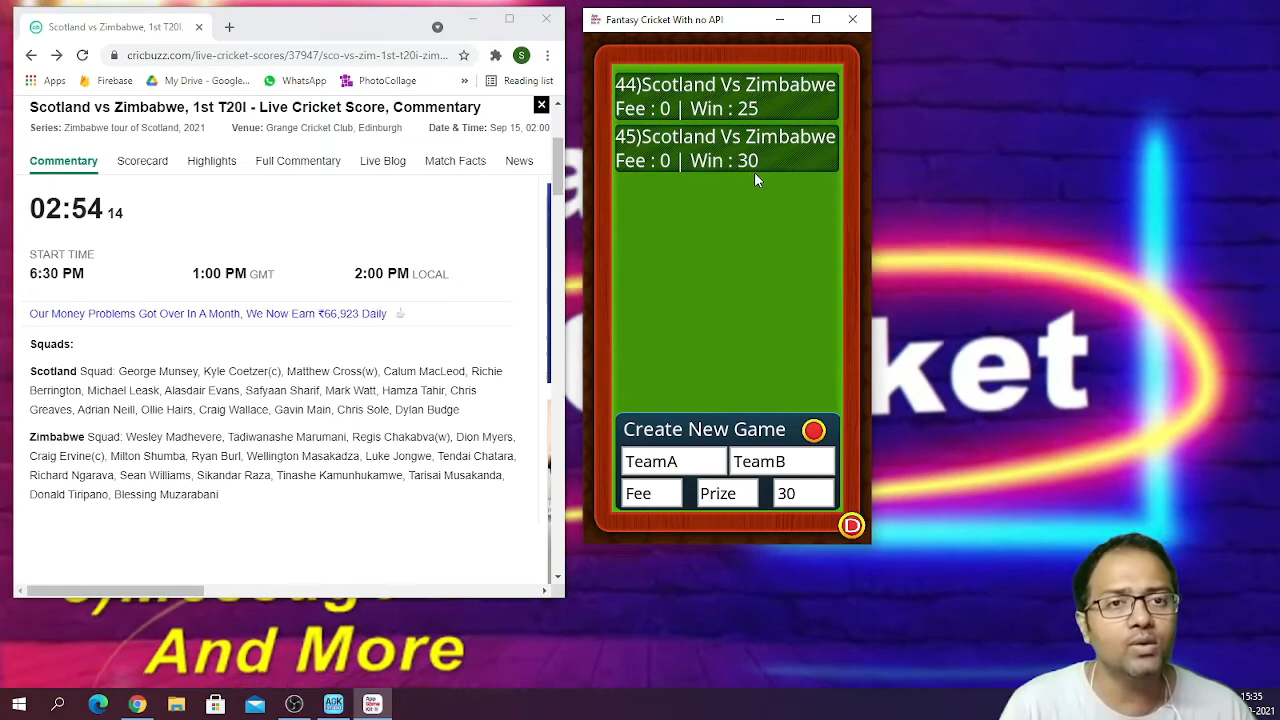 Scotland vs Zimbabwe, 1st T20I,
buzz.com/live-cricket-scores/37947/sco-vs-zim-1st-t20i-zim...
Apps
Firebase
My Drive - Google...
WhatsApp
PhotoCollage
»
Reading list
Scotland vs Zimbabwe, 1st T20I - Live Cricket Score, Commentary
Series: Zimbabwe tour of Scotland, 2021 Venue: Grange Cricket Club, Edinburgh Date & Time: Sep 15, 02:00
Commentary Scorecard Highlights Full Commentary Live Blog Match Facts News
02:54 14
START TIME
6:30 PM 1:00 PM GMT 2:00 PM LOCAL
Our Money Problems Got Over In A Month, We Now Earn ₹66,923 Daily
Squads:
Scotland Squad: George Munsey, Kyle Coetzer(c), Matthew Cross(w), Calum MacLeod, Richie
Berrington, Michael Leask, Alasdair Evans, Safyaan Sharif, Mark Watt, Hamza Tahir, Chris
Greaves, Adrian Neill, Ollie Hairs, Craig Wallace, Gavin Main, Chris Sole, Dylan Budge
Zimbabwe Squad: Wesley Madhevere, Tadiwanashe Marumani, Regis Chakabva(w), Dion Myers,
Craig Ervine(c), Milton Shumba, Ryan Burl, Wellington Masakadza, Luke Jongwe, Tendai Chatara,
Richard Ngarava, Sean Williams, Sikandar Raza, Tinashe Kamunhukamwe, Tarisai Musakanda,
Donald Tiripano, Blessing Muzarabani
Fantasy Cricket With no API
44)Scotland Vs Zimbabwe
Fee : 0 | Win : 25
45)Scotland Vs Zimbabwe
Fee : 0 | Win : 30
Create New Game
TeamA TeamB
Fee Prize 30
D
ket
And More
15:35